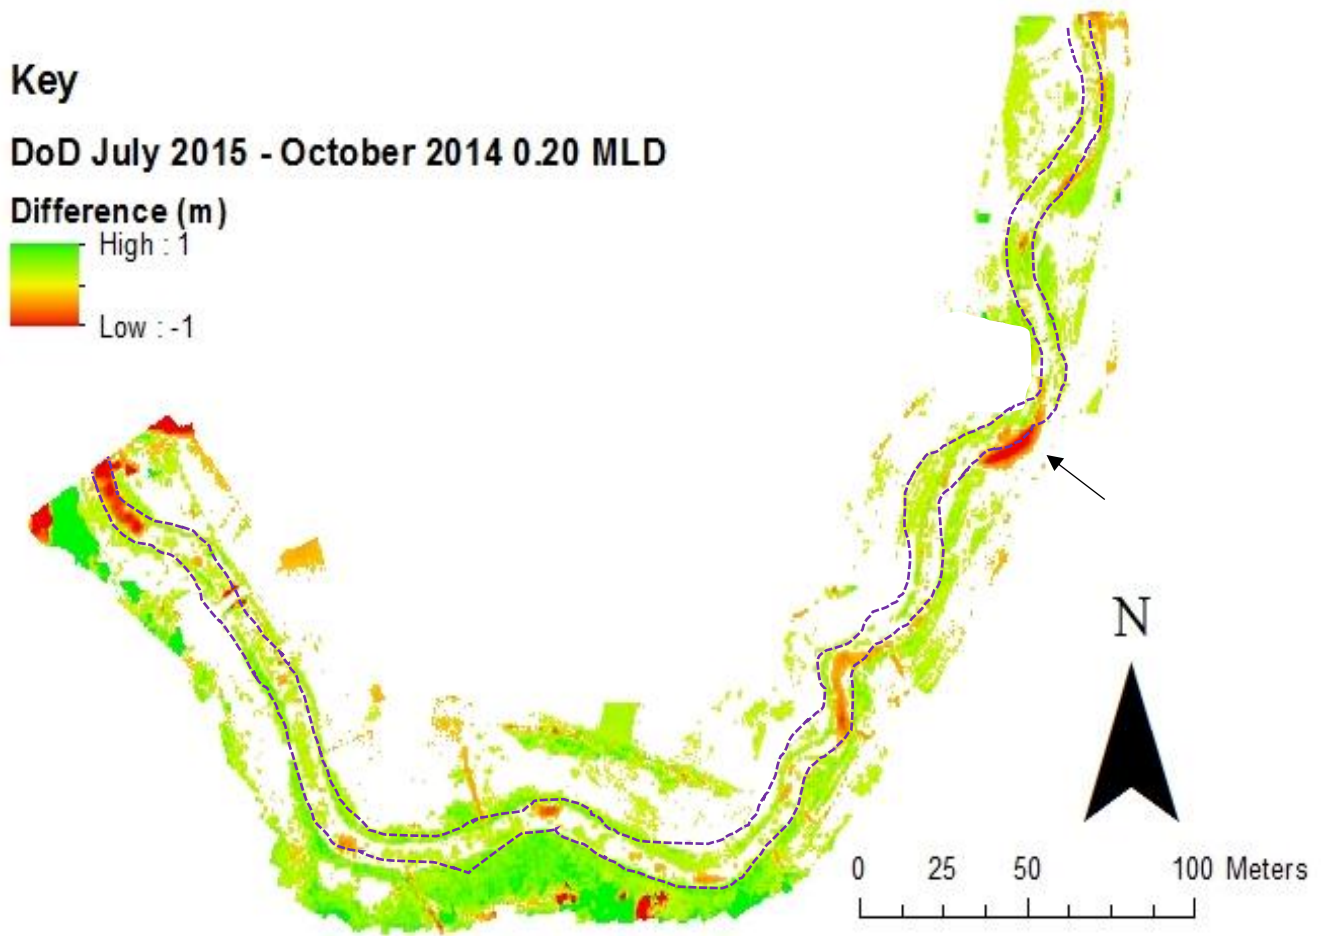 Key
DoD July 2015 - October 2014 0.20 MLD
Difference (m)
High : 1
Low : -1
N
0 25 50 100 Meters